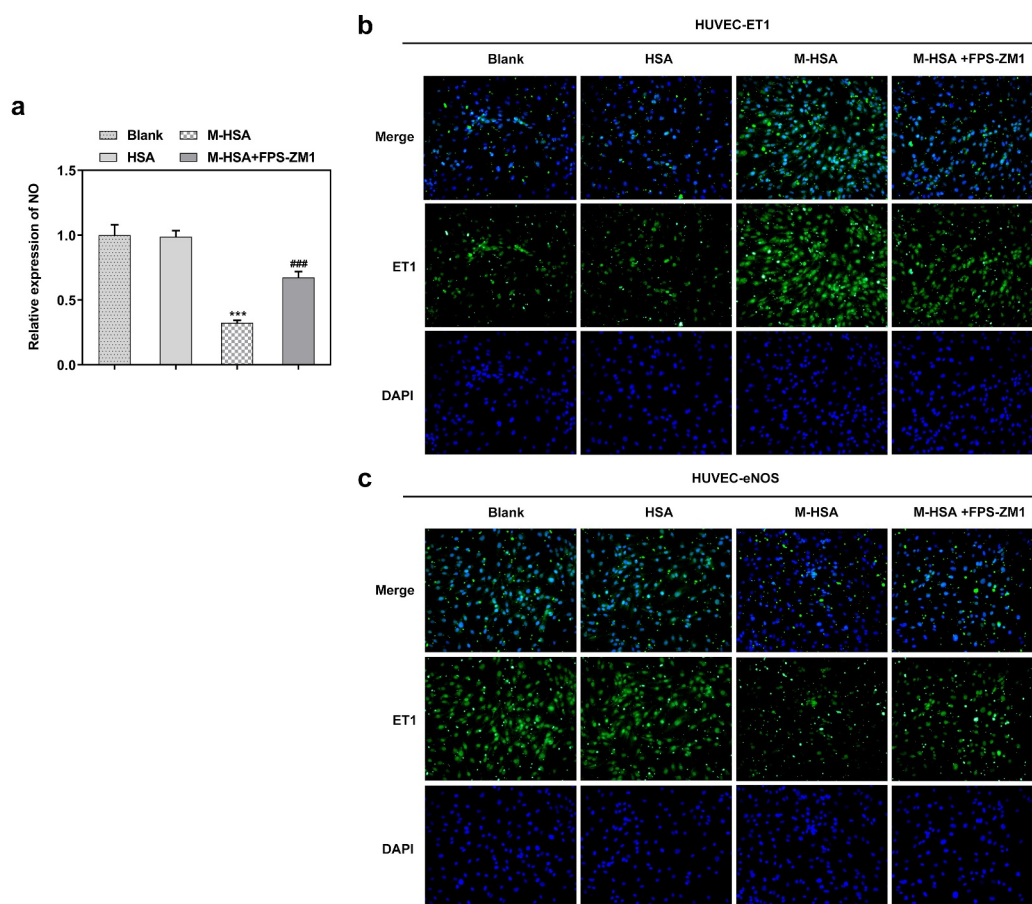 a
Blank M-HSA
HSA M-HSA+FPS-ZM1
Relative expression of NO
1.5
1.0
0.5
0.0
***
###
b
HUVEC-ET1
Blank HSA M-HSA M-HSA +FPS-ZM1
Merge
ET1
DAPI
c
HUVEC-eNOS
Blank HSA M-HSA M-HSA +FPS-ZM1
Merge
ET1
DAPI